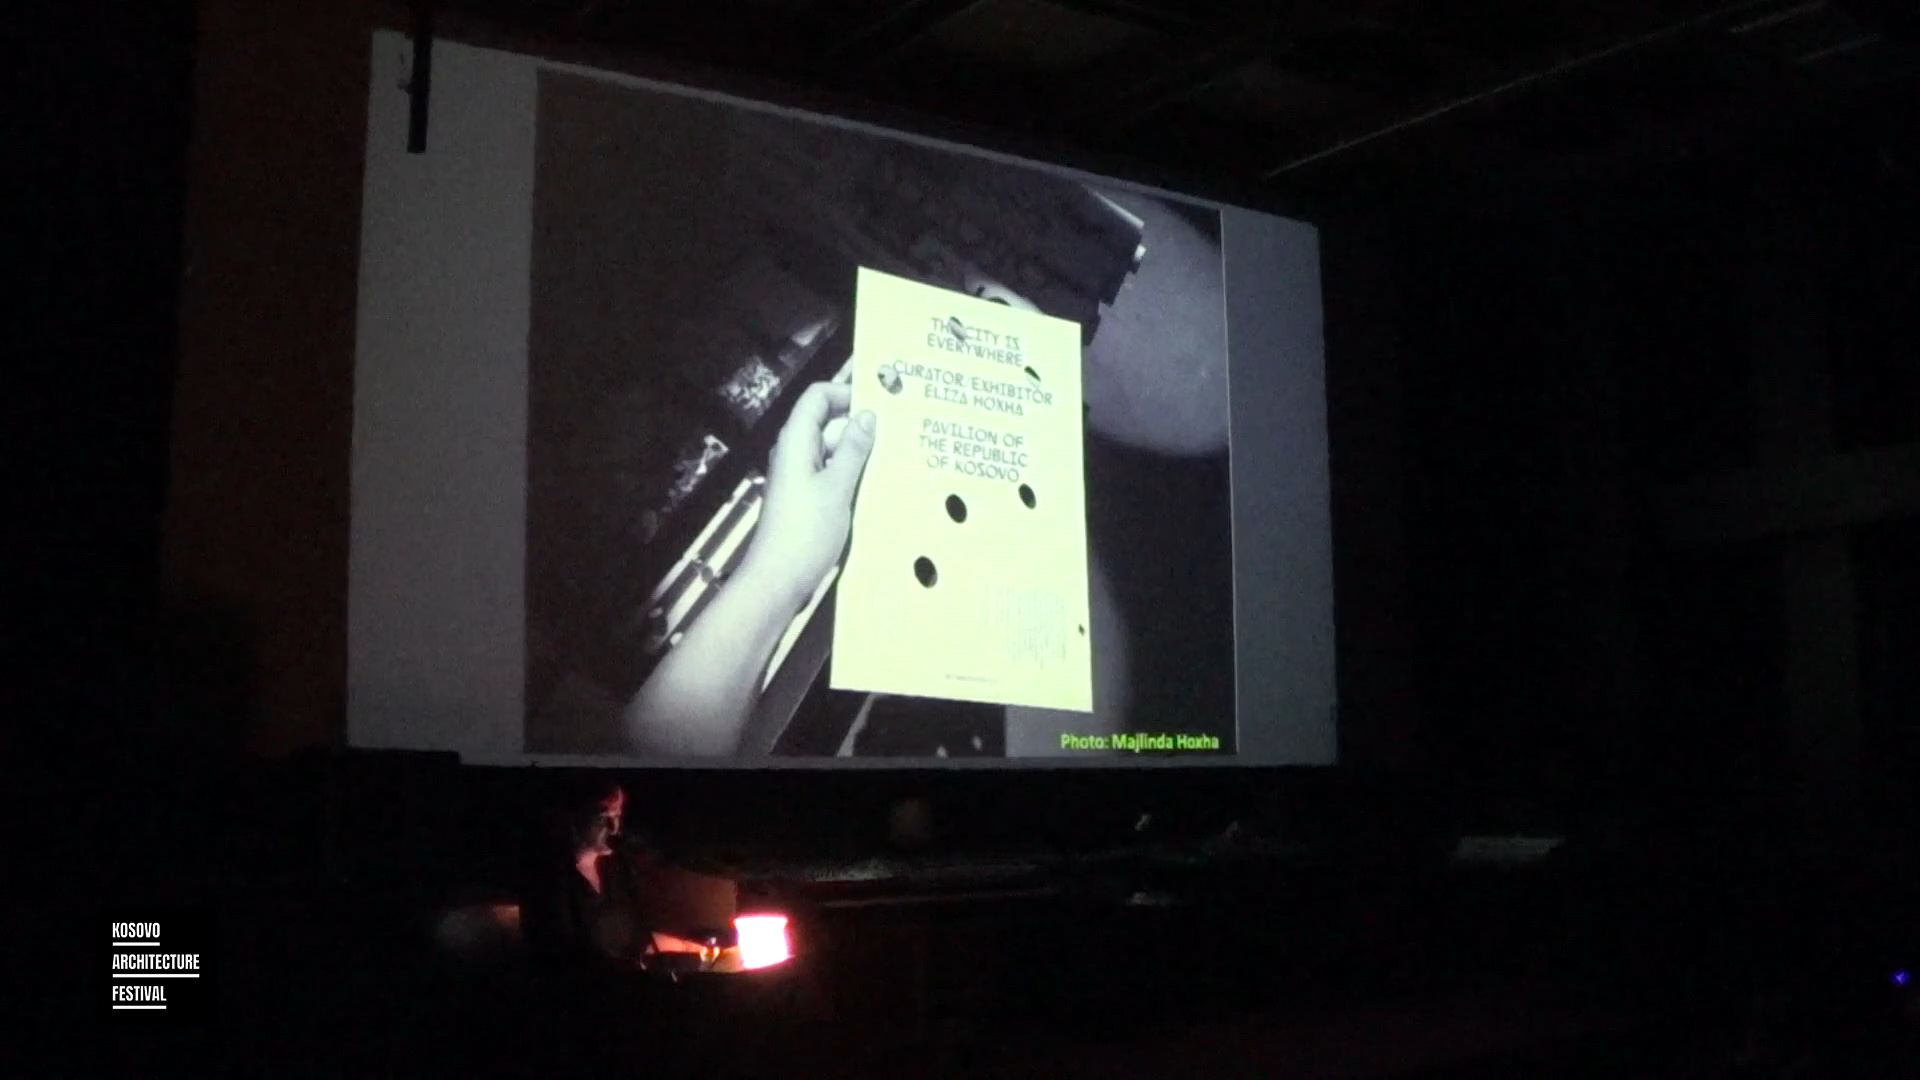 TH CITY IS
EVERYWHERE
CURATOR/EXHIBITOR
ELIZA HOXHA
PAVILION OF
THE REPUBLIC
OF KOSOVO
Photo: Majlinda Hoxha
KOSOVO
ARCHITECTURE
FESTIVAL